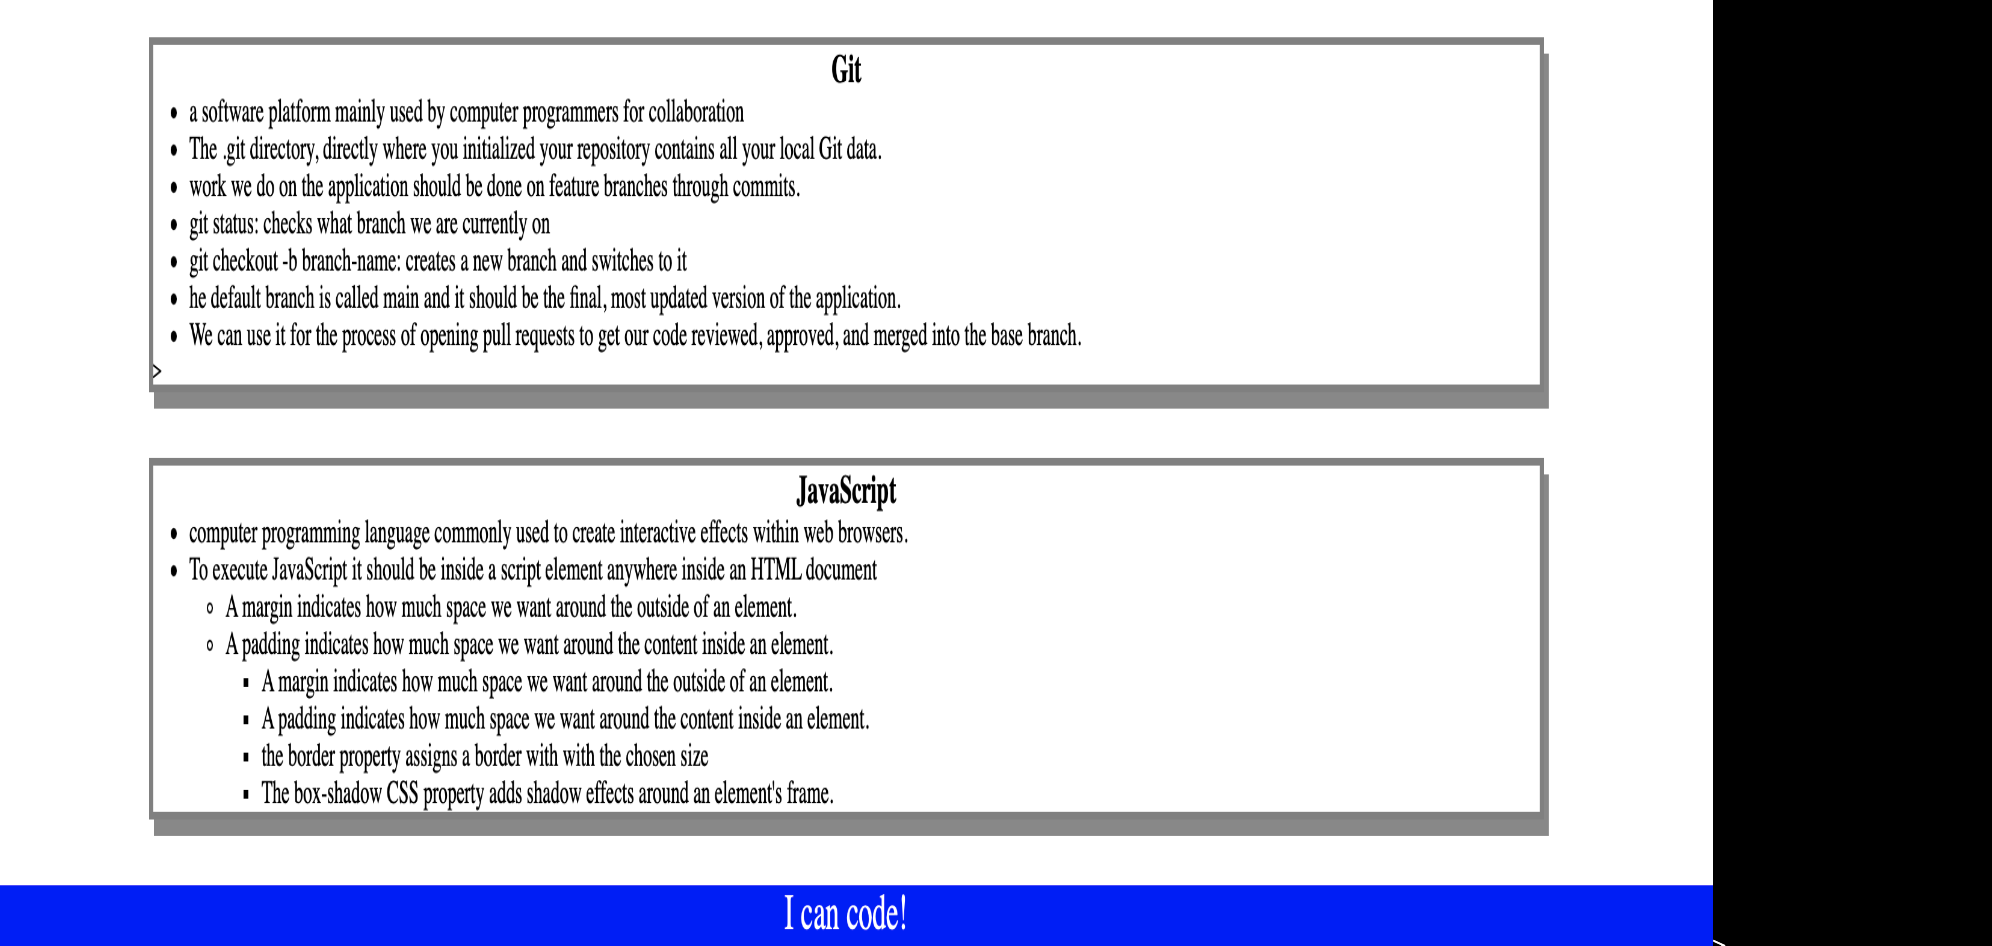 Git
a software platform mainly used by computer programmers for collaboration
The .git directory, directly where you initialized your repository contains all your local Git data.
work we do on the application should be done on feature branches through commits.
git status: checks what branch we are currently on
git checkout -b branch-name: creates a new branch and switches to it
he default branch is called main and it should be the final, most updated version of the application.
We can use it for the process of opening pull requests to get our code reviewed, approved, and merged into the base branch.
>
JavaScript
computer programming language commonly used to create interactive effects within web browsers.
To execute JavaScript it should be inside a script element anywhere inside an HTML document
A margin indicates how much space we want around the outside of an element.
A padding indicates how much space we want around the content inside an element.
A margin indicates how much space we want around the outside of an element.
A padding indicates how much space we want around the content inside an element.
the border property assigns a border with with the chosen size
The box-shadow CSS property adds shadow effects around an element's frame.
I can code!